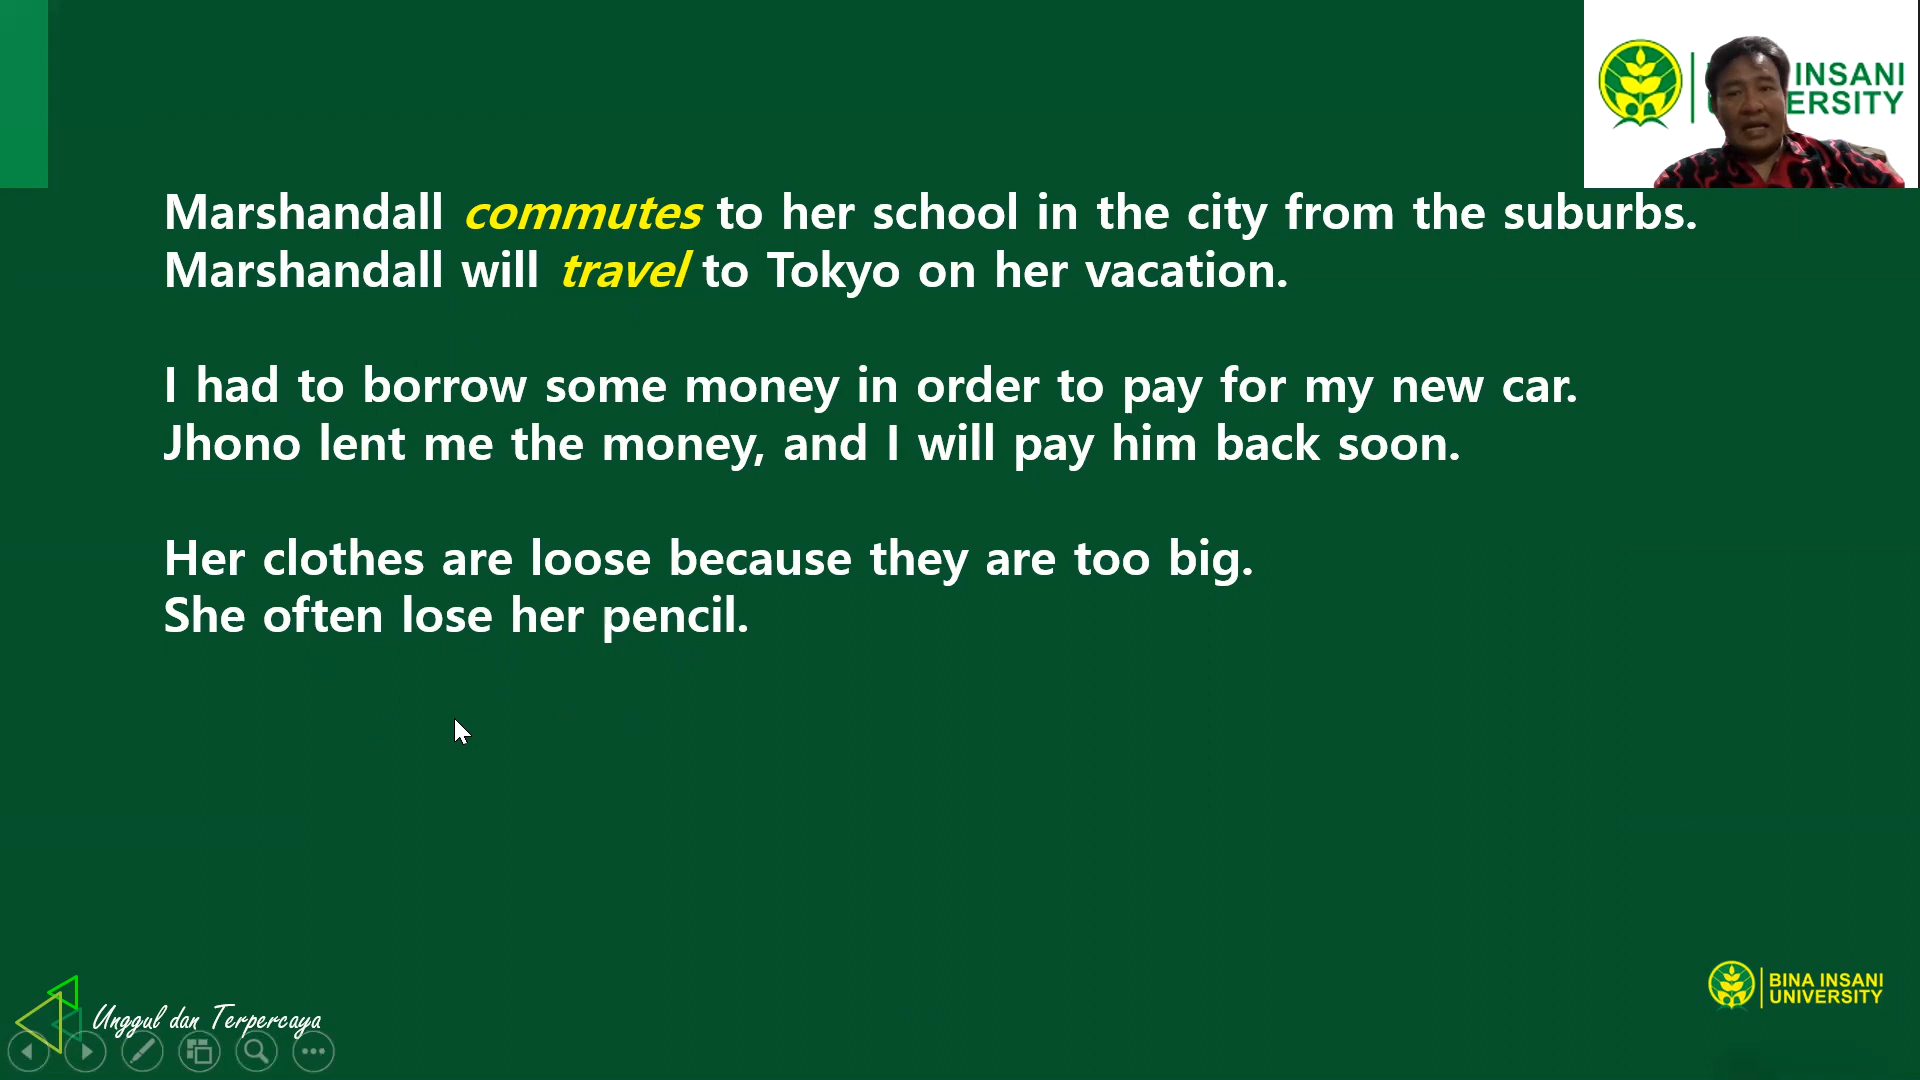 INSANI
ERSITY
Marshandall commutes to her school in the city from the suburbs.
Marshandall will travel to Tokyo on her vacation.
I had to borrow some money in order to pay for my new car.
Jhono lent me the money, and I will pay him back soon.
Her clothes are loose because they are too big.
She often lose her pencil.
Unggul dan Terpercaya
BINA INSANI
UNIVERSITY